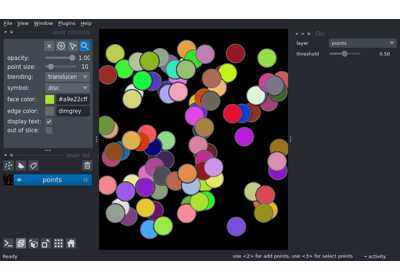 File View Window Plugins Help
layer controls
opacity: 1.00
point size: 10
blending: translucen
symbol: disc
face color: #a9e22cff
edge color: dimgrey
display text:
out of slice:
layer list
points
layer points
threshold 0.50
Ready
use <2> for add points, use <3> for select points
activity